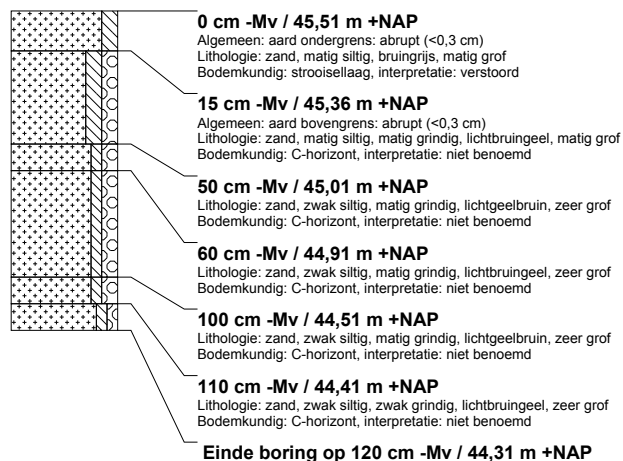 0 cm -Mv / 45,51 m +NAP
Algemeen: aard ondergrens: abrupt (<0,3 cm)
Lithologie: zand, matig siltig, bruingrijs, matig grof
Bodemkundig: strooisellaag, interpretatie: verstoord
15 cm -Mv / 45,36 m +NAP
Algemeen: aard bovengrens: abrupt (<0,3 cm)
Lithologie: zand, matig siltig, matig grindig, lichtbruingeel, matig grof
Bodemkundig: C-horizont, interpretatie: niet benoemd
50 cm -Mv / 45,01 m +NAP
Lithologie: zand, zwak siltig, matig grindig, lichtgeelbruin, zeer grof
Bodemkundig: C-horizont, interpretatie: niet benoemd
60 cm -Mv / 44,91 m +NAP
Lithologie: zand, zwak siltig, matig grindig, lichtbruingeel, zeer grof
Bodemkundig: C-horizont, interpretatie: niet benoemd
100 cm -Mv / 44,51 m +NAP
Lithologie: zand, zwak siltig, matig grindig, lichtgeelbruin, zeer grof
Bodemkundig: C-horizont, interpretatie: niet benoemd
110 cm -Mv / 44,41 m +NAP
Lithologie: zand, zwak siltig, zwak grindig, lichtbruingeel, zeer grof
Bodemkundig: C-horizont, interpretatie: niet benoemd
Einde boring op 120 cm -Mv / 44,31 m +NAP